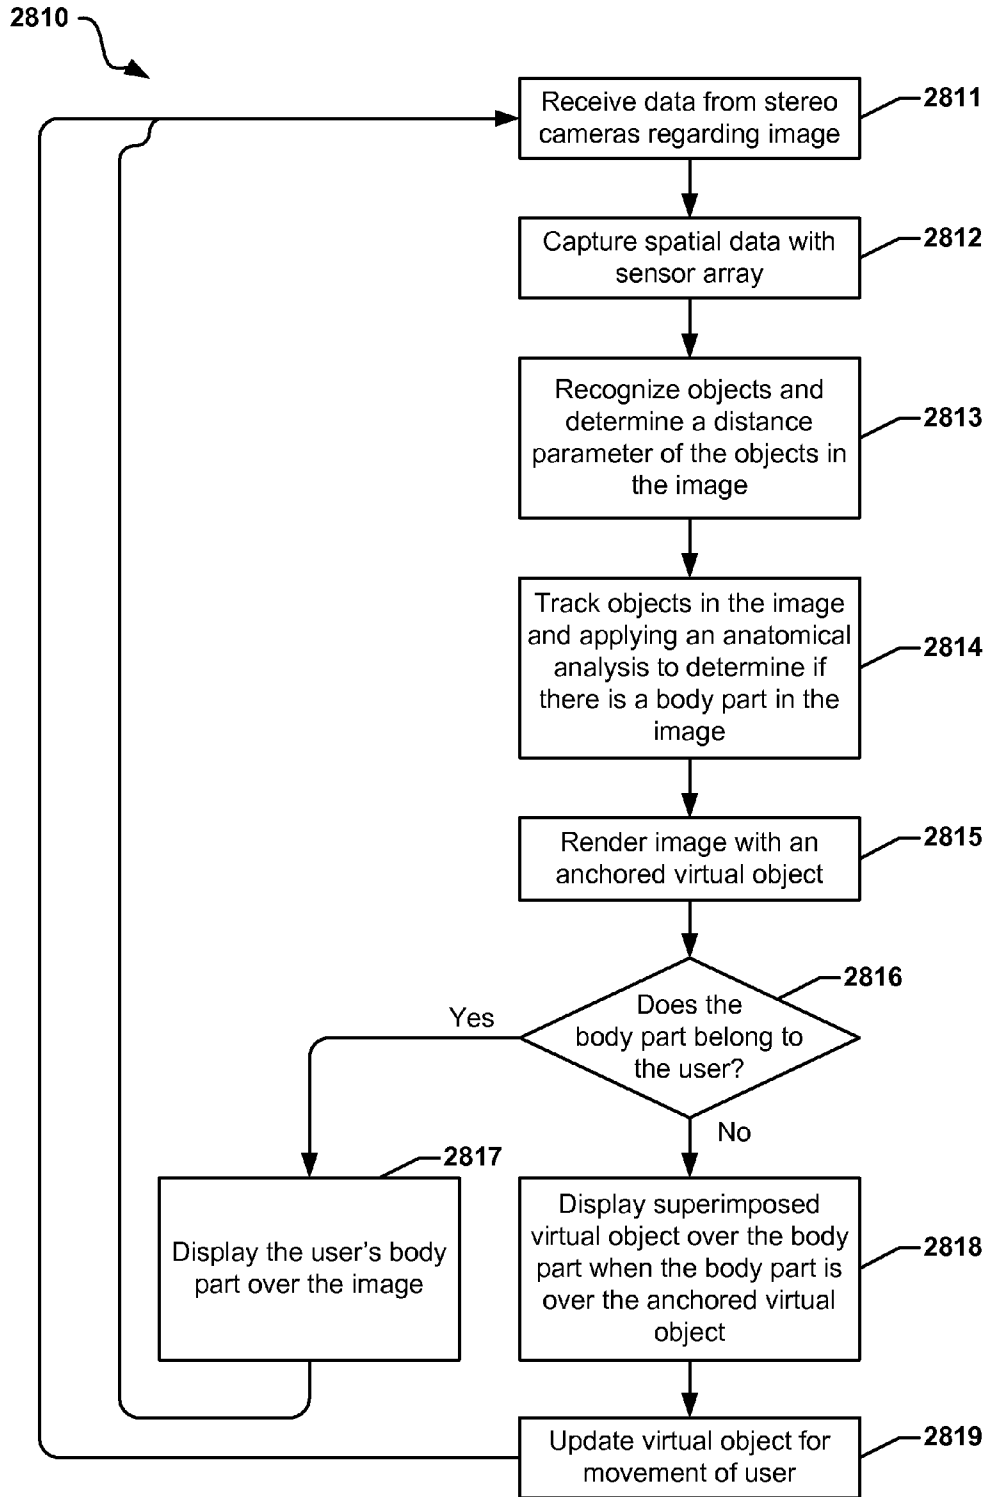 2810
Receive data from stereo
cameras regarding image
2811
Capture spatial data with
sensor array
2812
Recognize objects and
determine a distance
parameter of the objects in
the image
2813
Track objects in the image
and applying an anatomical
analysis to determine if
there is a body part in the
image
2814
Render image with an
anchored virtual object
2815
Does the
body part belong to
the user?
2816
Yes
No
2817
Display the user's body
part over the image
Display superimposed
virtual object over the body
part when the body part is
over the anchored virtual
object
2818
Update virtual object for
movement of user
2819